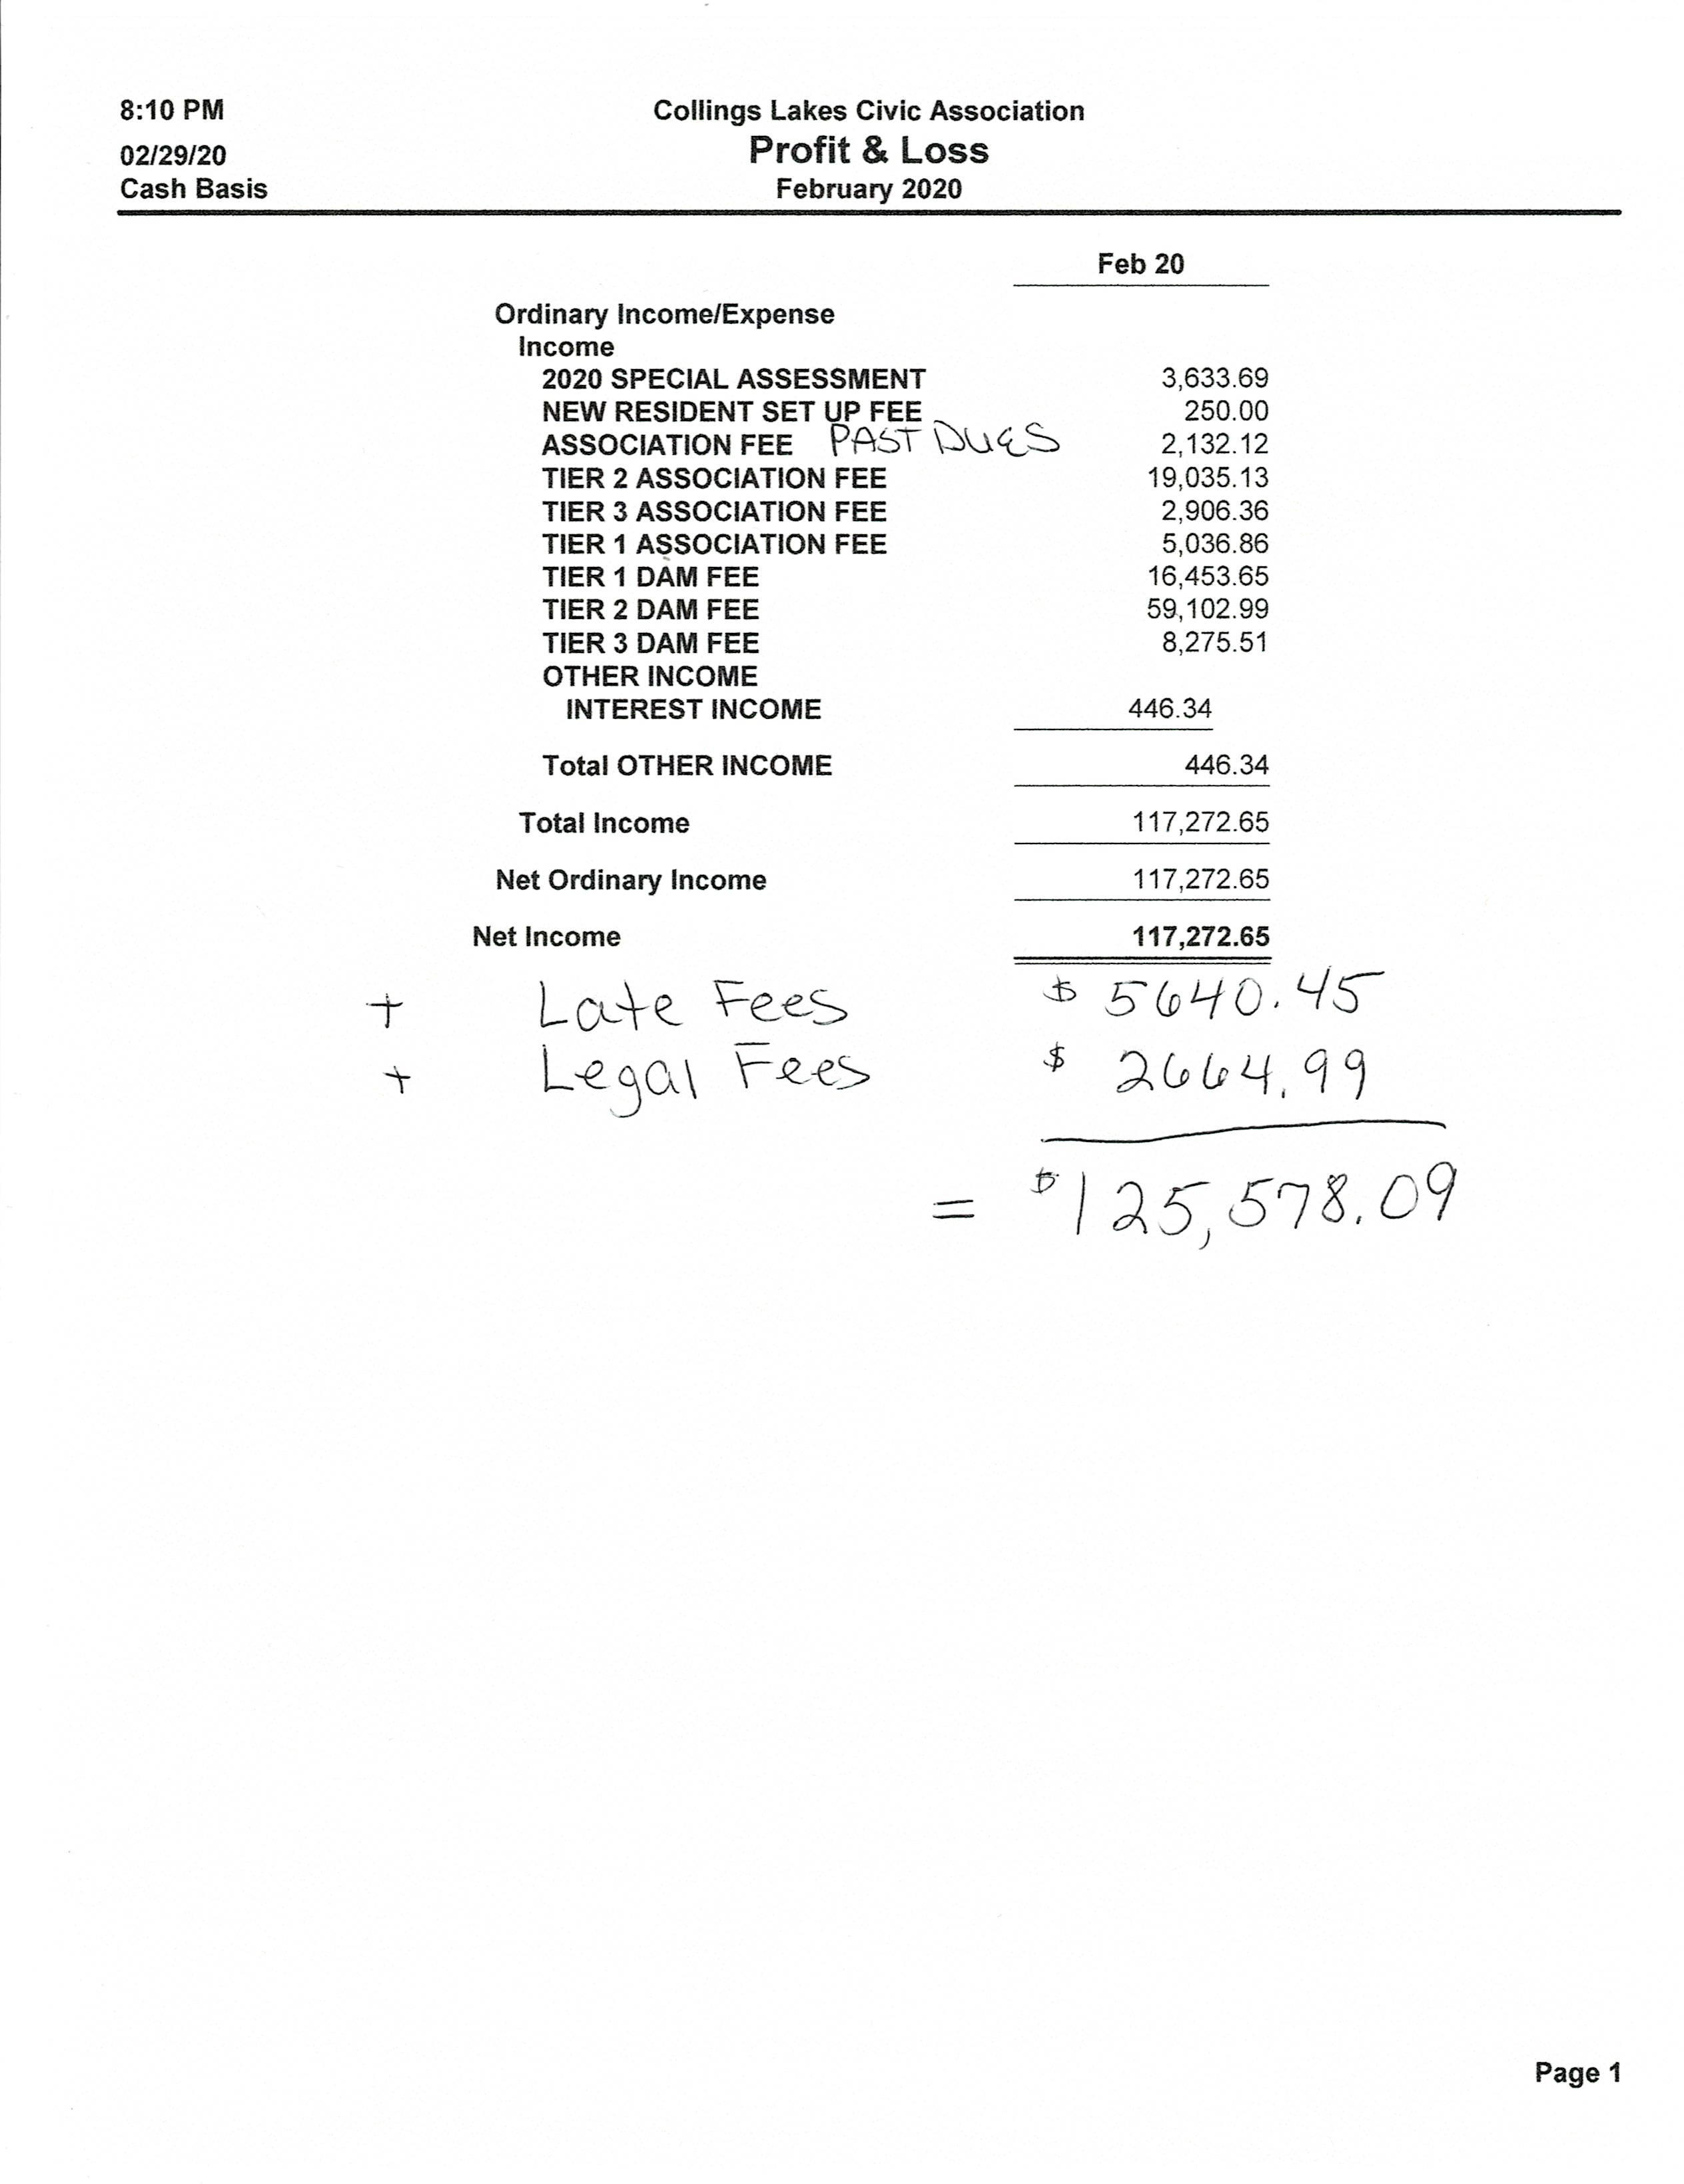 8:10 PM
Collings Lakes Civic Association
02/29/20
Profit & Loss
Cash Basis
February 2020
Feb 20
Ordinary Income/Expense
Income
2020 SPECIAL ASSESSMENT 3,633.69
NEW RESIDENT SET UP FEE 250.00
ASSOCIATION FEE PAST DUES 2,132.12
TIER 2 ASSOCIATION FEE 19,035.13
TIER 3 ASSOCIATION FEE 2,906.36
TIER 1 ASSOCIATION FEE 5,036.86
TIER 1 DAM FEE 16,453.65
TIER 2 DAM FEE 59,102.99
TIER 3 DAM FEE 8,275.51
OTHER INCOME
INTEREST INCOME 446.34
Total OTHER INCOME 446.34
Total Income 117,272.65
Net Ordinary Income 117,272.65
Net Income 117,272.65
+ Late Fees $ 5640.45
+ Legal Fees $ 2664.99
= $125,578.09
Page 1